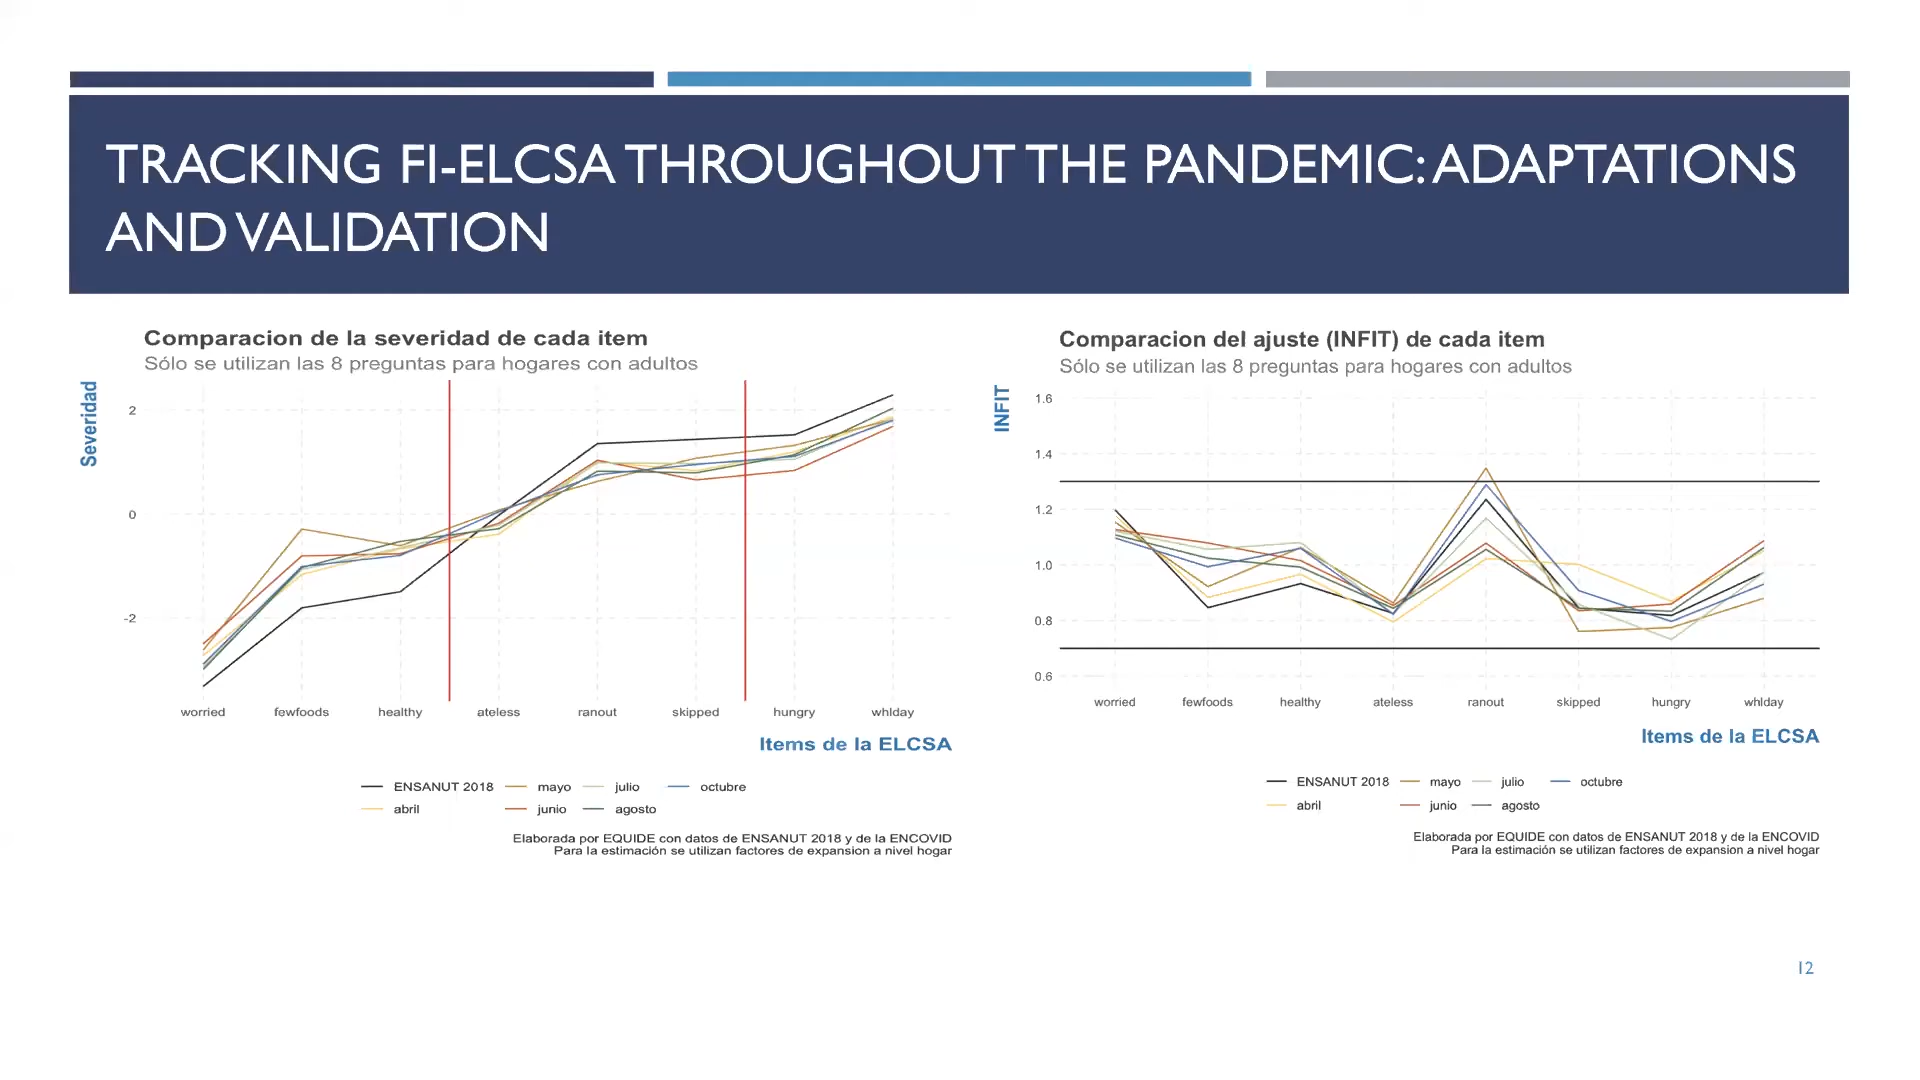 TRACKING FI-ELCSA THROUGHOUT THE PANDEMIC: ADAPTATIONS
AND VALIDATION
Comparacion de la severidad de cada item
Sólo se utilizan las 8 preguntas para hogares con adultos
Severidad
2
0
-2
worried fewfoods healthy ateless ranout skipped hungry whlday
Items de la ELCSA
ENSANUT 2018 mayo julio octubre
abril junio agosto
Elaborada por EQUIDE con datos de ENSANUT 2018 y de la ENCOVID
Para la estimación se utilizan factores de expansion a nivel hogar
Comparacion del ajuste (INFIT) de cada item
Sólo se utilizan las 8 preguntas para hogares con adultos
INFIT
1.6
1.4
1.2
1.0
0.8
0.6
worried fewfoods healthy ateless ranout skipped hungry whlday
Items de la ELCSA
ENSANUT 2018 mayo julio octubre
abril junio agosto
Elaborada por EQUIDE con datos de ENSANUT 2018 y de la ENCOVID
Para la estimación se utilizan factores de expansion a nivel hogar
12